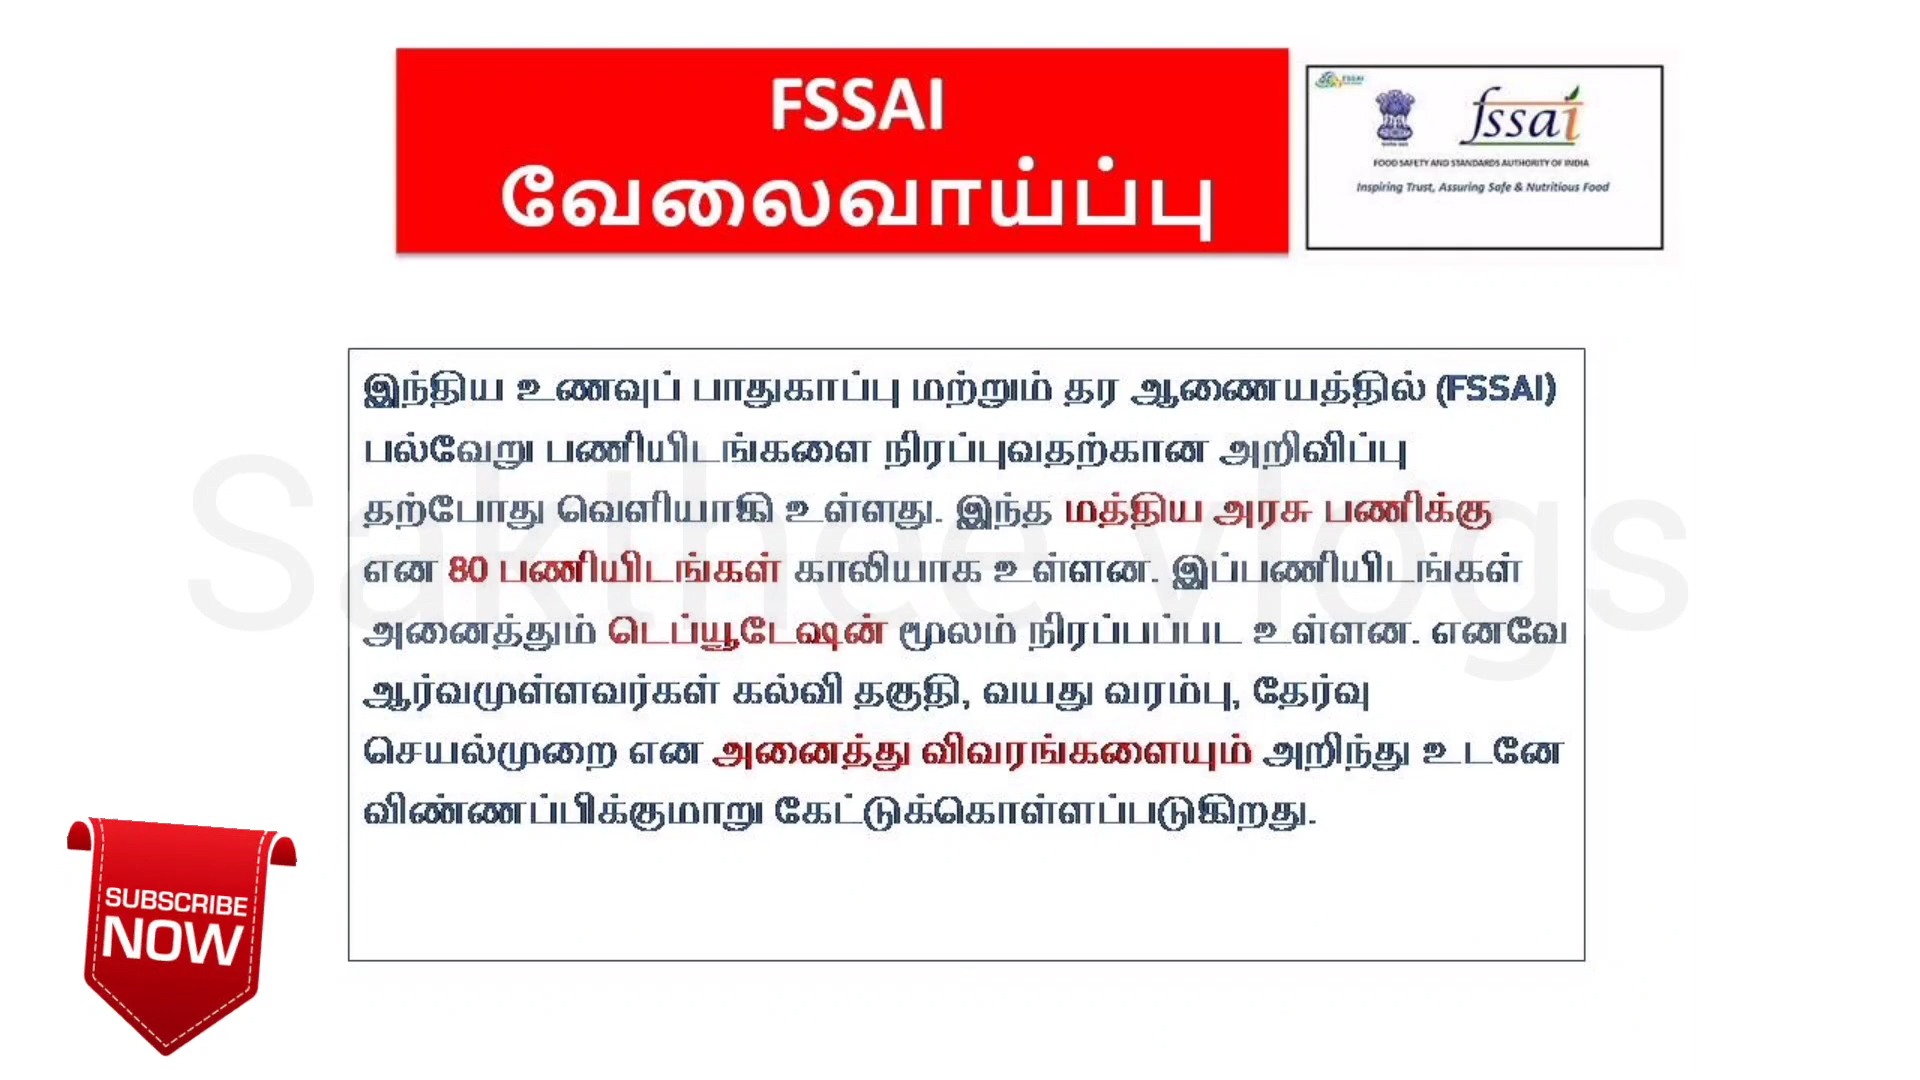 FSSAI
வேலைவாய்ப்பு
FSSAI
fssai
FOOD SAFETY AND STANDARDS AUTHORITY OF INDIA
Inspiring Trust, Assuring Safe & Nutritious Food
இந்திய உணவுப் பாதுகாப்பு மற்றும் தர ஆணையத்தில் (FSSAI)
பல்வேறு பணியிடங்களை நிரப்புவதற்கான அறிவிப்பு
தற்போது வெளியாகி உள்ளது. இந்த மத்திய அரசு பணிக்கு
என 80 பணியிடங்கள் காலியாக உள்ளன. இப்பணியிடங்கள்
அனைத்தும் டெப்யூடேஷன் மூலம் நிரப்பப்பட உள்ளன. எனவே
ஆர்வமுள்ளவர்கள் கல்வி தகுதி, வயது வரம்பு, தேர்வு
செயல்முறை என அனைத்து விவரங்களையும் அறிந்து உடனே
விண்ணப்பிக்குமாறு கேட்டுக்கொள்ளப்படுகிறது.
Sakthee vlogs
SUBSCRIBE
NOW